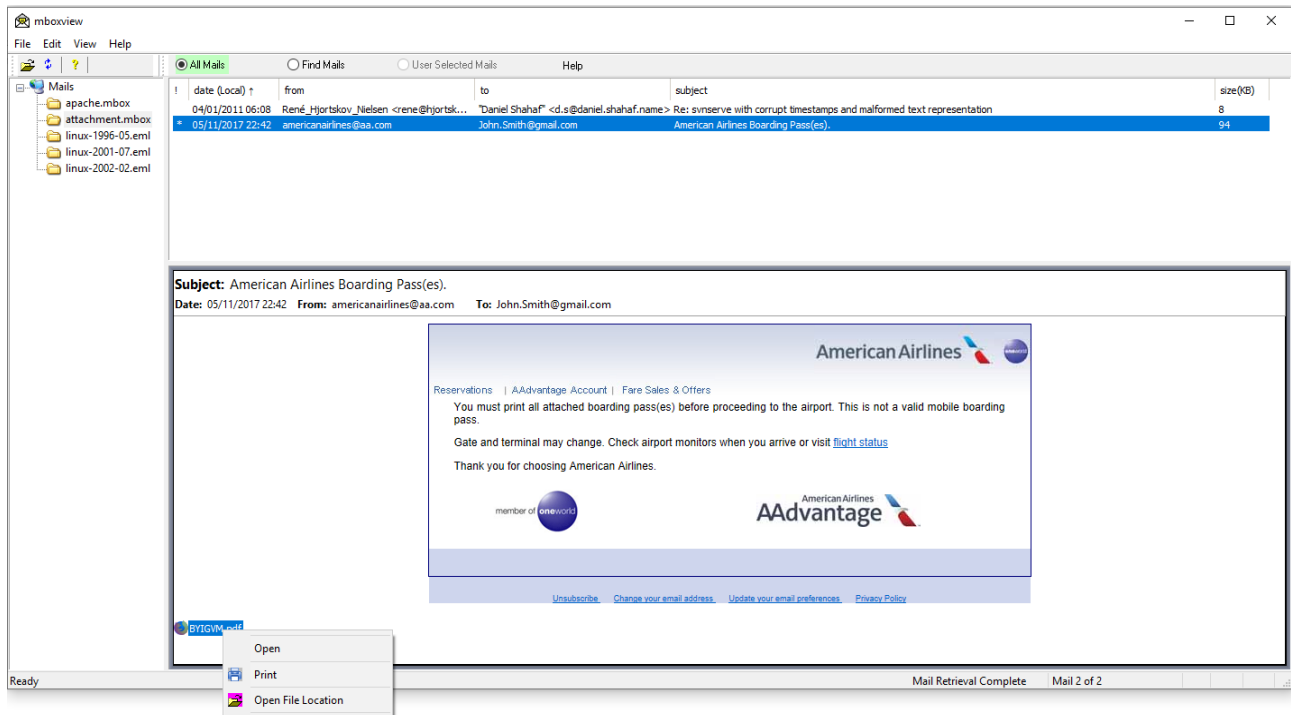 mboxview
File Edit View Help
All Mails Find Mails User Selected Mails Help
Mails
apache.mbox
attachment.mbox
linux-1996-05.eml
linux-2001-07.eml
linux-2002-02.eml
! date (Local) ↑ from to subject size(KB)
04/01/2011 06:08 René_Hjortskov_Nielsen <rene@hjortsk... "Daniel Shahaf" <d.s@daniel.shahaf.name> Re: svnserve with corrupt timestamps and malformed text representation 8
* 05/11/2017 22:42 americanairlines@aa.com John.Smith@gmail.com American Airlines Boarding Pass(es). 94
Subject: American Airlines Boarding Pass(es).
Date: 05/11/2017 22:42 From: americanairlines@aa.com To: John.Smith@gmail.com
American Airlines oneworld
Reservations | AAdvantage Account | Fare Sales & Offers
You must print all attached boarding pass(es) before proceeding to the airport. This is not a valid mobile boarding
pass.
Gate and terminal may change. Check airport monitors when you arrive or visit flight status
Thank you for choosing American Airlines.
member of oneworld
American Airlines
AAdvantage
Unsubscribe Change your email address Update your email preferences Privacy Policy
BYIGVM.pdf
Open
Print
Open File Location
Ready Mail Retrieval Complete Mail 2 of 2